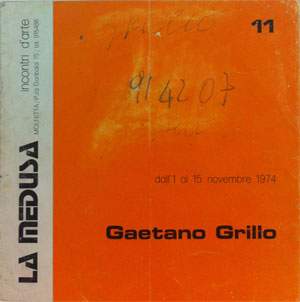 LA MEDUSA
incontri d'arte
11
914207
dall'1 al 15 novembre 1974
Gaetano Grillo